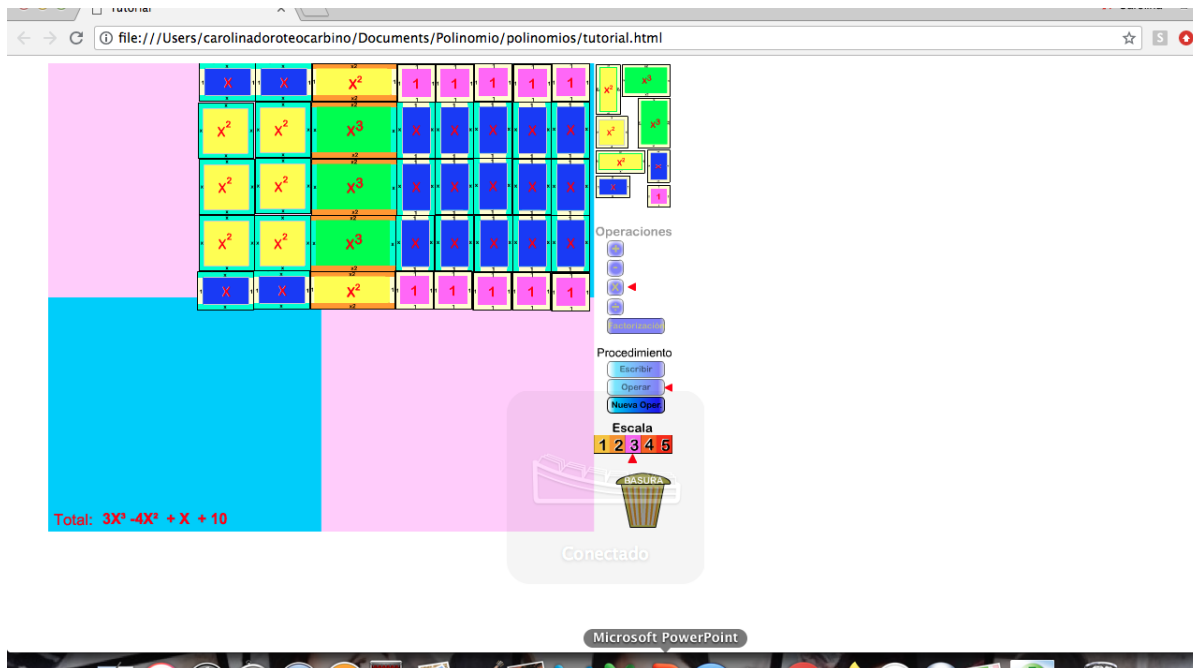 Tutorial
file:///Users/carolinadoroteocarbino/Documents/Polinomio/polinomios/tutorial.html
X X X² 1 1 1 1 1
X² X² X³ X X X X X
X² X² X³ X X X X X
X² X² X³ X X X X X
X X X² 1 1 1 1 1
x² x³
x² x³
x² x
x 1
Operaciones
Factorización
Procedimiento
Escribir
Operar
Nueva Oper.
Escala
1 2 3 4 5
BASURA
Total: 3X³ -4X² + X + 10
Conectado
Microsoft PowerPoint